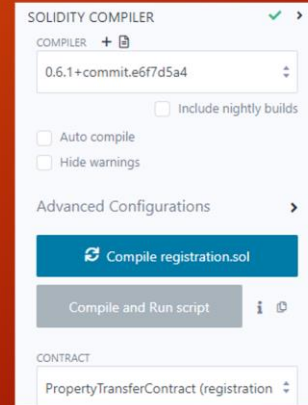 SOLIDITY COMPILER
COMPILER +
0.6.1+commit.e6f7d5a4
Include nightly builds
Auto compile
Hide warnings
Advanced Configurations
Compile registration.sol
Compile and Run script i
CONTRACT
PropertyTransferContract (registration